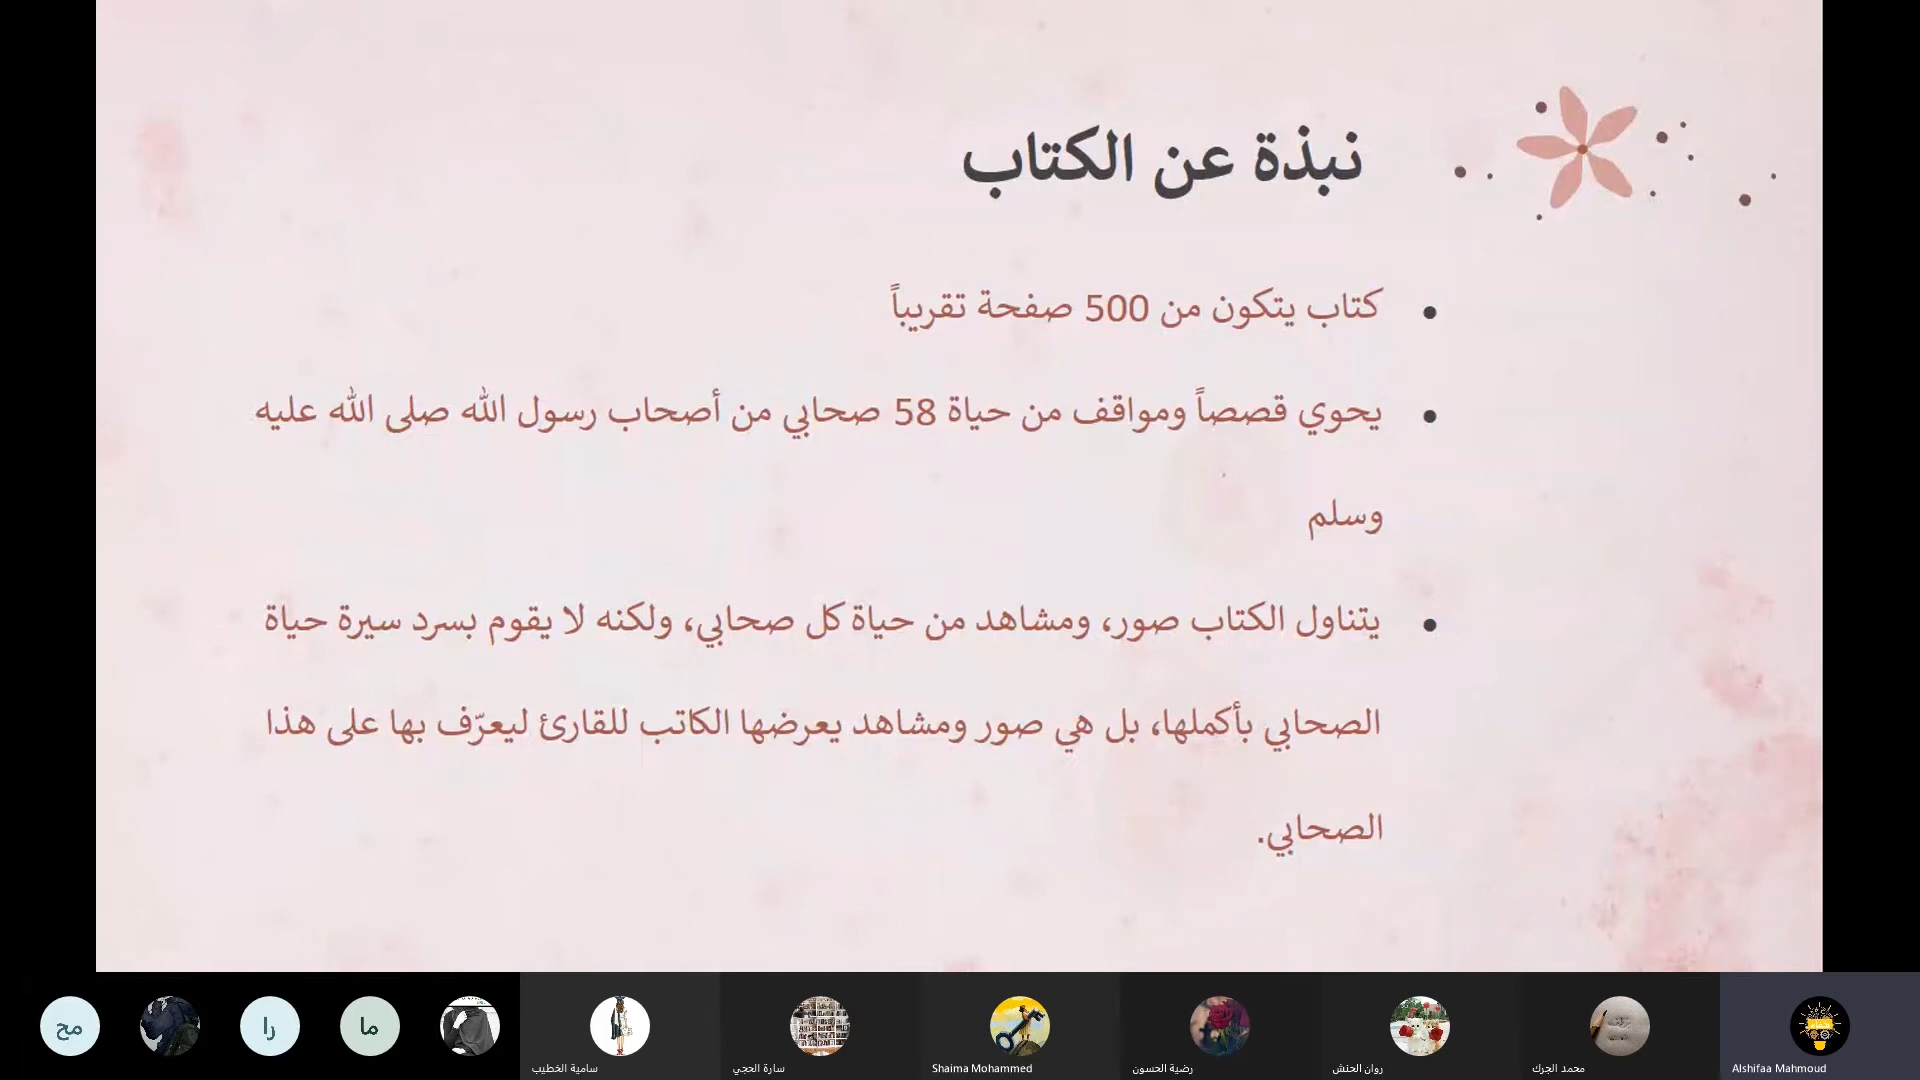 نبذة عن الكتاب
كتاب يتكون من 500 صفحة تقريباً
يحوي قصصاً ومواقف من حياة 58 صحابي من أصحاب رسول الله صلى الله عليه
وسلم
يتناول الكتاب صور، ومشاهد من حياة كل صحابي، ولكنه لا يقوم بسرد سيرة حياة
الصحابي بأكملها، بل هي صور ومشاهد يعرضها الكاتب للقارئ ليعرّف بها على هذا
الصحابي.
مح
را
ما
سامية الخطيب
سارة الحجي
Shaima Mohammed
رضية الحسون
روان الحنش
محمد الجرك
Alshifaa Mahmoud